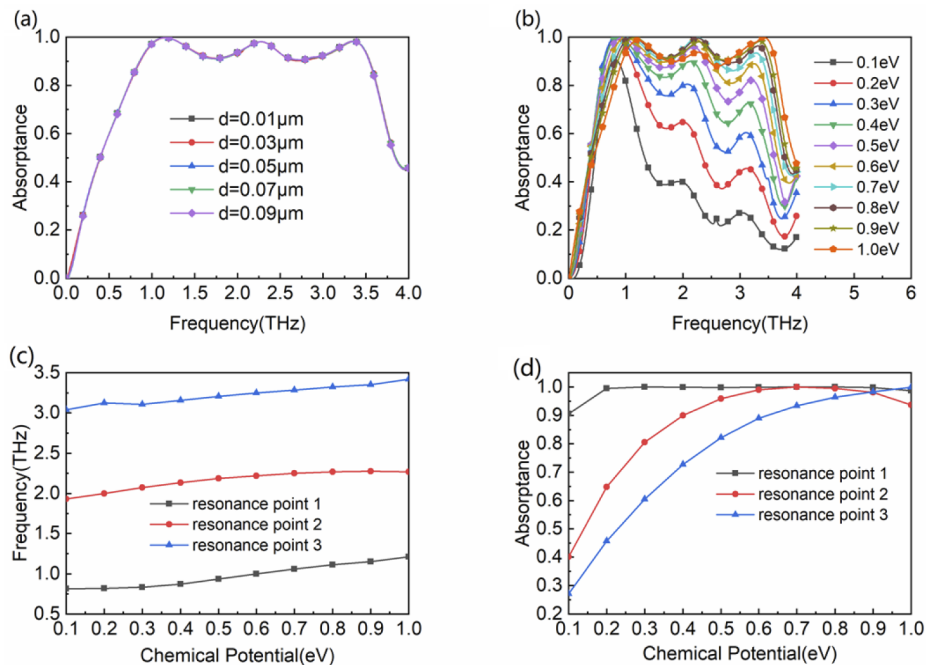 (a)
Absorptance
1.0
0.8
0.6
0.4
0.2
0.0
d=0.01μm
d=0.03μm
d=0.05μm
d=0.07μm
d=0.09μm
0.0 0.5 1.0 1.5 2.0 2.5 3.0 3.5 4.0
Frequency(THz)
(b)
Absorptance
1.0
0.8
0.6
0.4
0.2
0.0
0.1eV
0.2eV
0.3eV
0.4eV
0.5eV
0.6eV
0.7eV
0.8eV
0.9eV
1.0eV
0 1 2 3 4 5 6
Frequency(THz)
(c)
Frequency(THz)
3.5
3.0
2.5
2.0
1.5
1.0
0.5
resonance point 1
resonance point 2
resonance point 3
0.1 0.2 0.3 0.4 0.5 0.6 0.7 0.8 0.9 1.0
Chemical Potential(eV)
(d)
Absorptance
1.0
0.9
0.8
0.7
0.6
0.5
0.4
0.3
0.2
resonance point 1
resonance point 2
resonance point 3
0.1 0.2 0.3 0.4 0.5 0.6 0.7 0.8 0.9 1.0
Chemical Potential(eV)